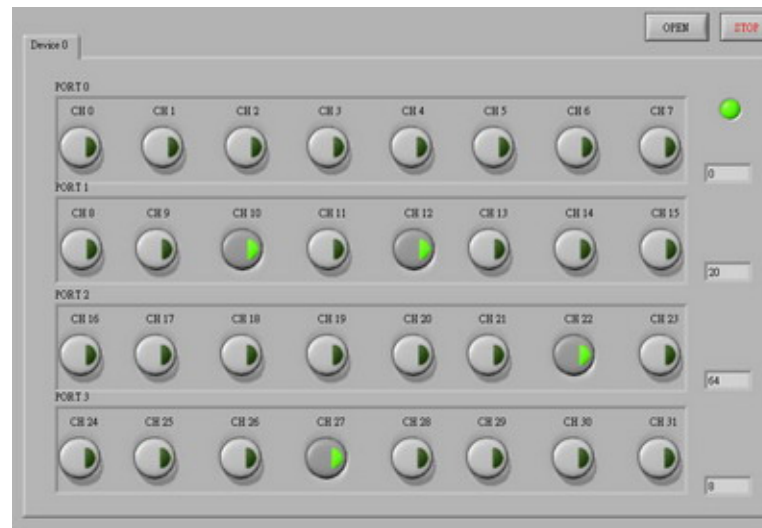 OPEN STOP
Device 0
PORT 0
CH 0 CH 1 CH 2 CH 3 CH 4 CH 5 CH 6 CH 7
0
PORT 1
CH 8 CH 9 CH 10 CH 11 CH 12 CH 13 CH 14 CH 15
20
PORT 2
CH 16 CH 17 CH 18 CH 19 CH 20 CH 21 CH 22 CH 23
64
PORT 3
CH 24 CH 25 CH 26 CH 27 CH 28 CH 29 CH 30 CH 31
8